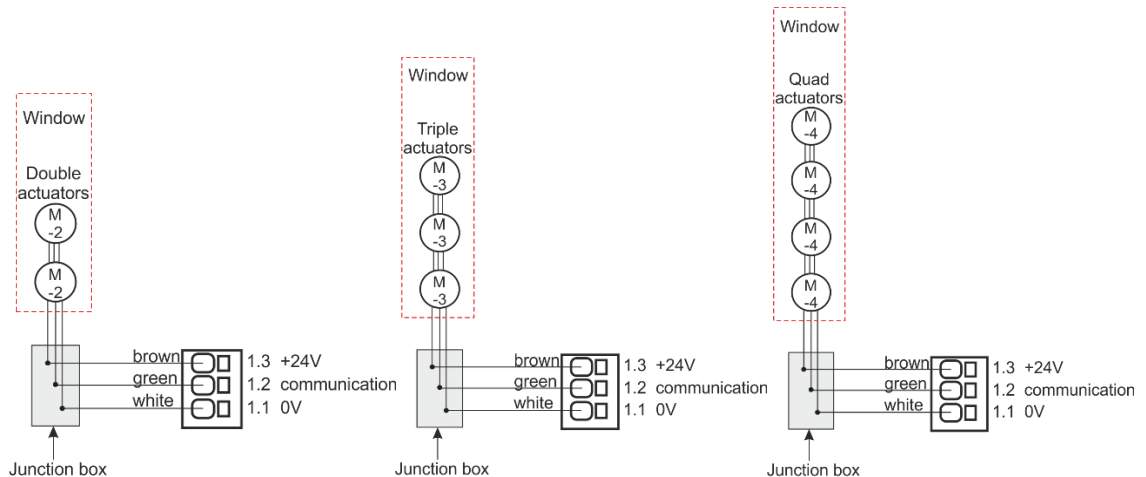 Window
Double
actuators
M
-2
M
-2
brown
1.3 +24V
green
1.2 communication
white
1.1 0V
Junction box
Window
Triple
actuators
M
-3
M
-3
M
-3
brown
1.3 +24V
green
1.2 communication
white
1.1 0V
Junction box
Window
Quad
actuators
M
-4
M
-4
M
-4
M
-4
brown
1.3 +24V
green
1.2 communication
white
1.1 0V
Junction box